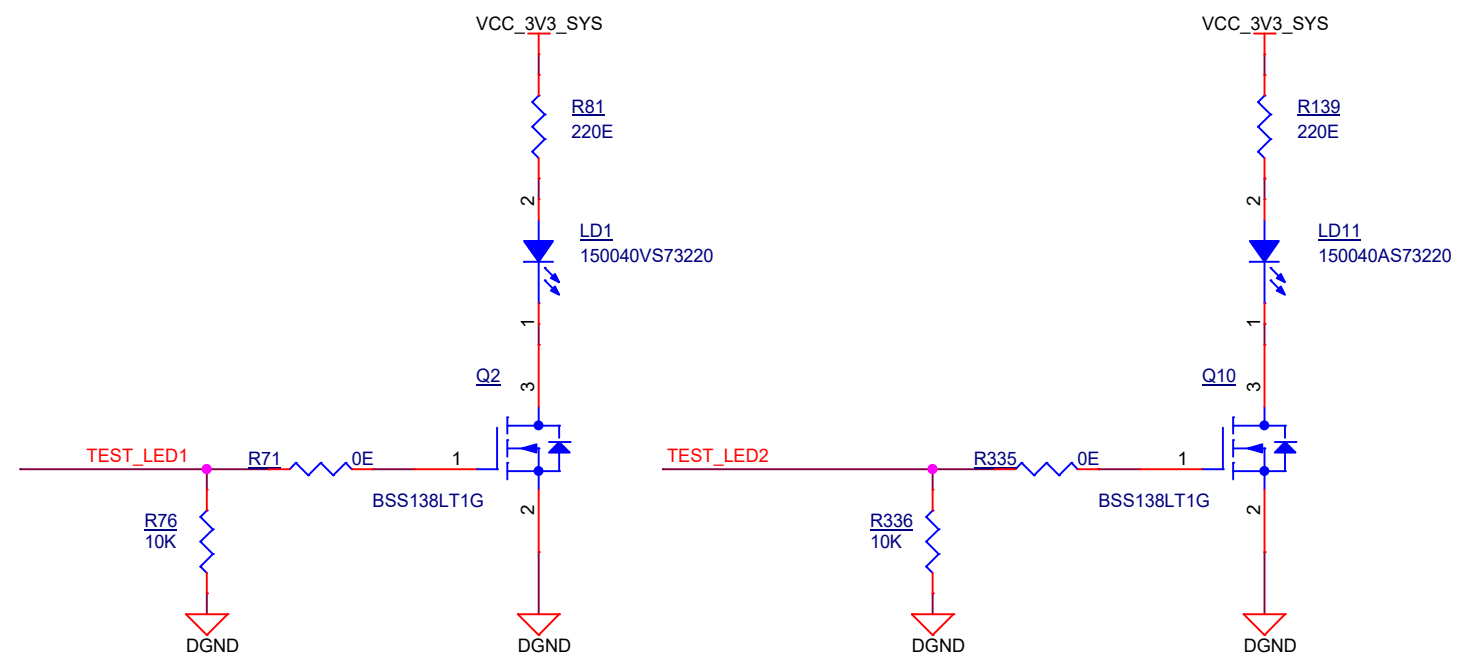 VCC_3V3_SYS
R81
220E
2
LD1
150040VS73220
1
Q2
3
TEST_LED1
R71
0E
1
BSS138LT1G
2
R76
10K
DGND
DGND
VCC_3V3_SYS
R139
220E
2
LD11
150040AS73220
1
Q10
3
TEST_LED2
R335
0E
1
BSS138LT1G
2
R336
10K
DGND
DGND